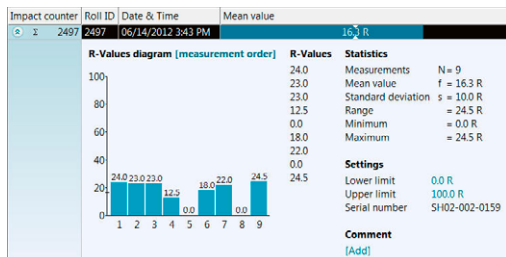 Impact counter Roll ID Date & Time Mean value
Σ 2497 2497 06/14/2012 3:43 PM 16.3 R
R-Values diagram [measurement order]
100
80
60
40
20
0
24.0 23.0 23.0 12.5 0.0 18.0 22.0 0.0 24.5
1 2 3 4 5 6 7 8 9
R-Values
24.0
23.0
23.0
12.5
0.0
18.0
22.0
0.0
24.5
Statistics
Measurements N = 9
Mean value f = 16.3 R
Standard deviation s = 10.0 R
Range = 24.5 R
Minimum = 0.0 R
Maximum = 24.5 R
Settings
Lower limit 0.0 R
Upper limit 100.0 R
Serial number SH02-002-0159
Comment
[Add]